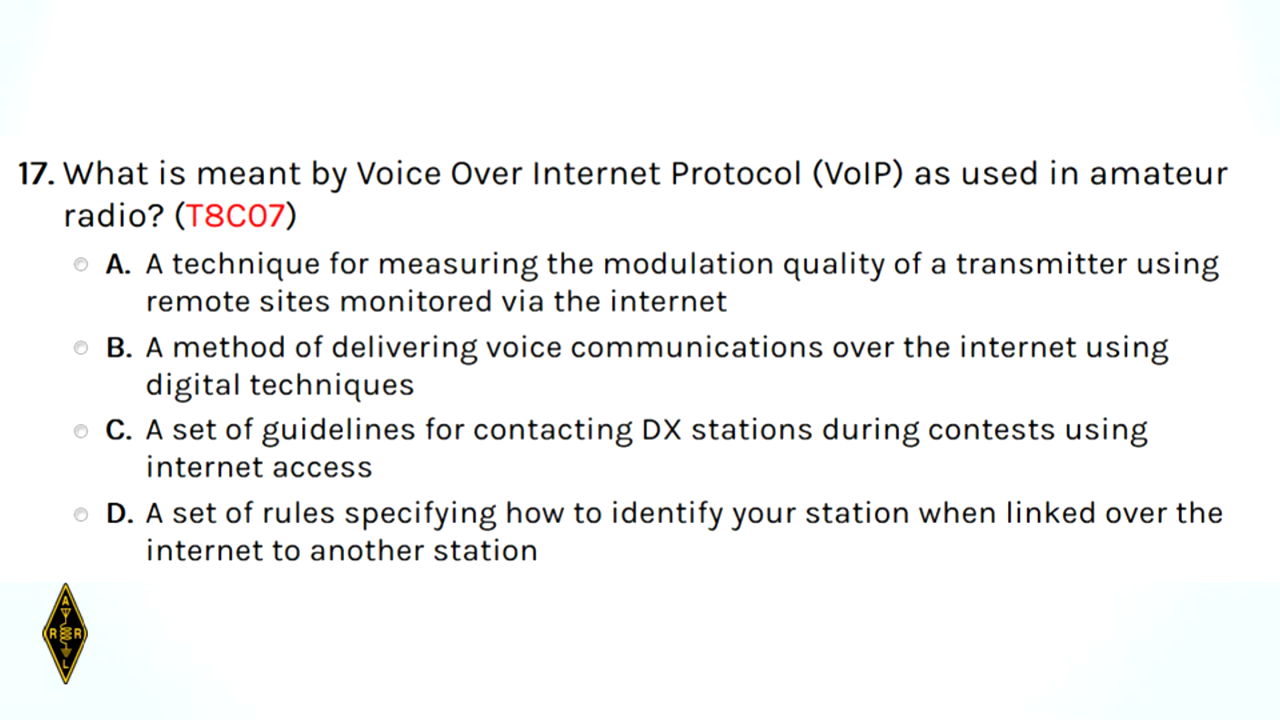 17. What is meant by Voice Over Internet Protocol (VoIP) as used in amateur
radio? (T8C07)
A. A technique for measuring the modulation quality of a transmitter using
remote sites monitored via the internet
B. A method of delivering voice communications over the internet using
digital techniques
C. A set of guidelines for contacting DX stations during contests using
internet access
D. A set of rules specifying how to identify your station when linked over the
internet to another station
A
R R
L